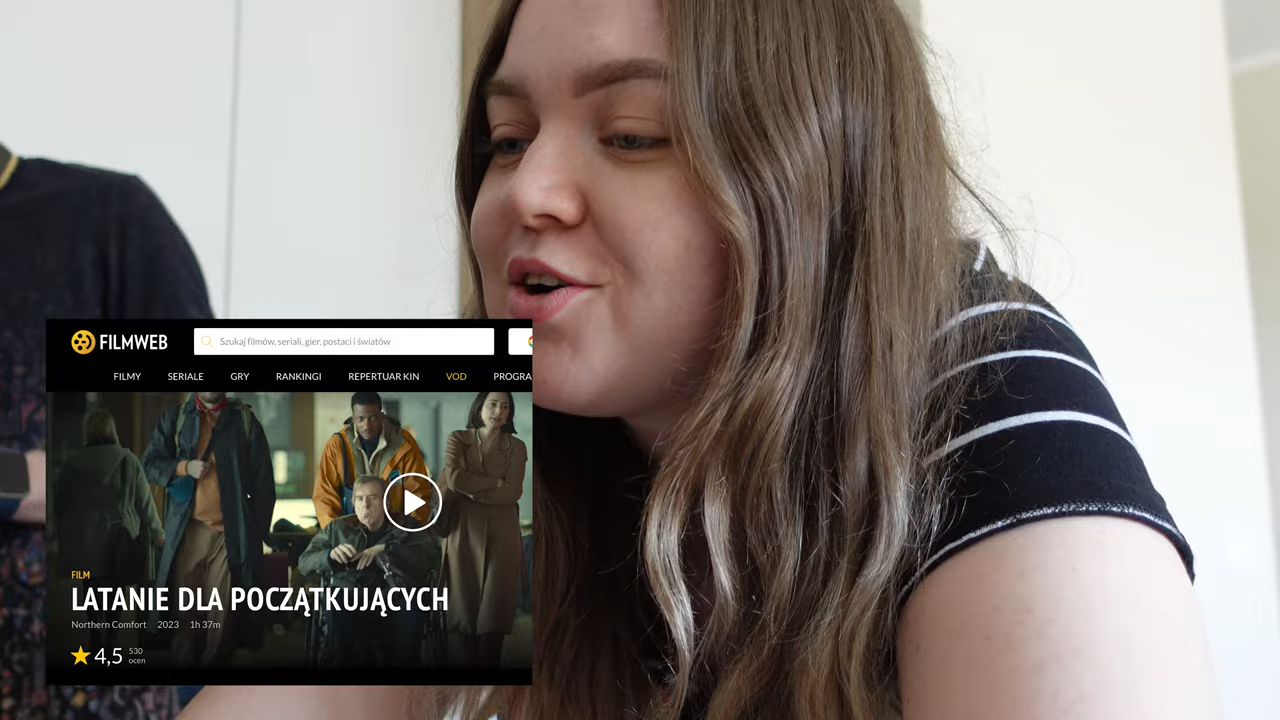 FILMWEB
Szukaj filmów, seriali, gier, postaci i światów
FILMY SERIALE GRY RANKINGI REPERTUAR KIN VOD PROGRA
FILM
LATANIE DLA POCZĄTKUJĄCYCH
Northern Comfort 2023 1h 37m
4,5 530 ocen